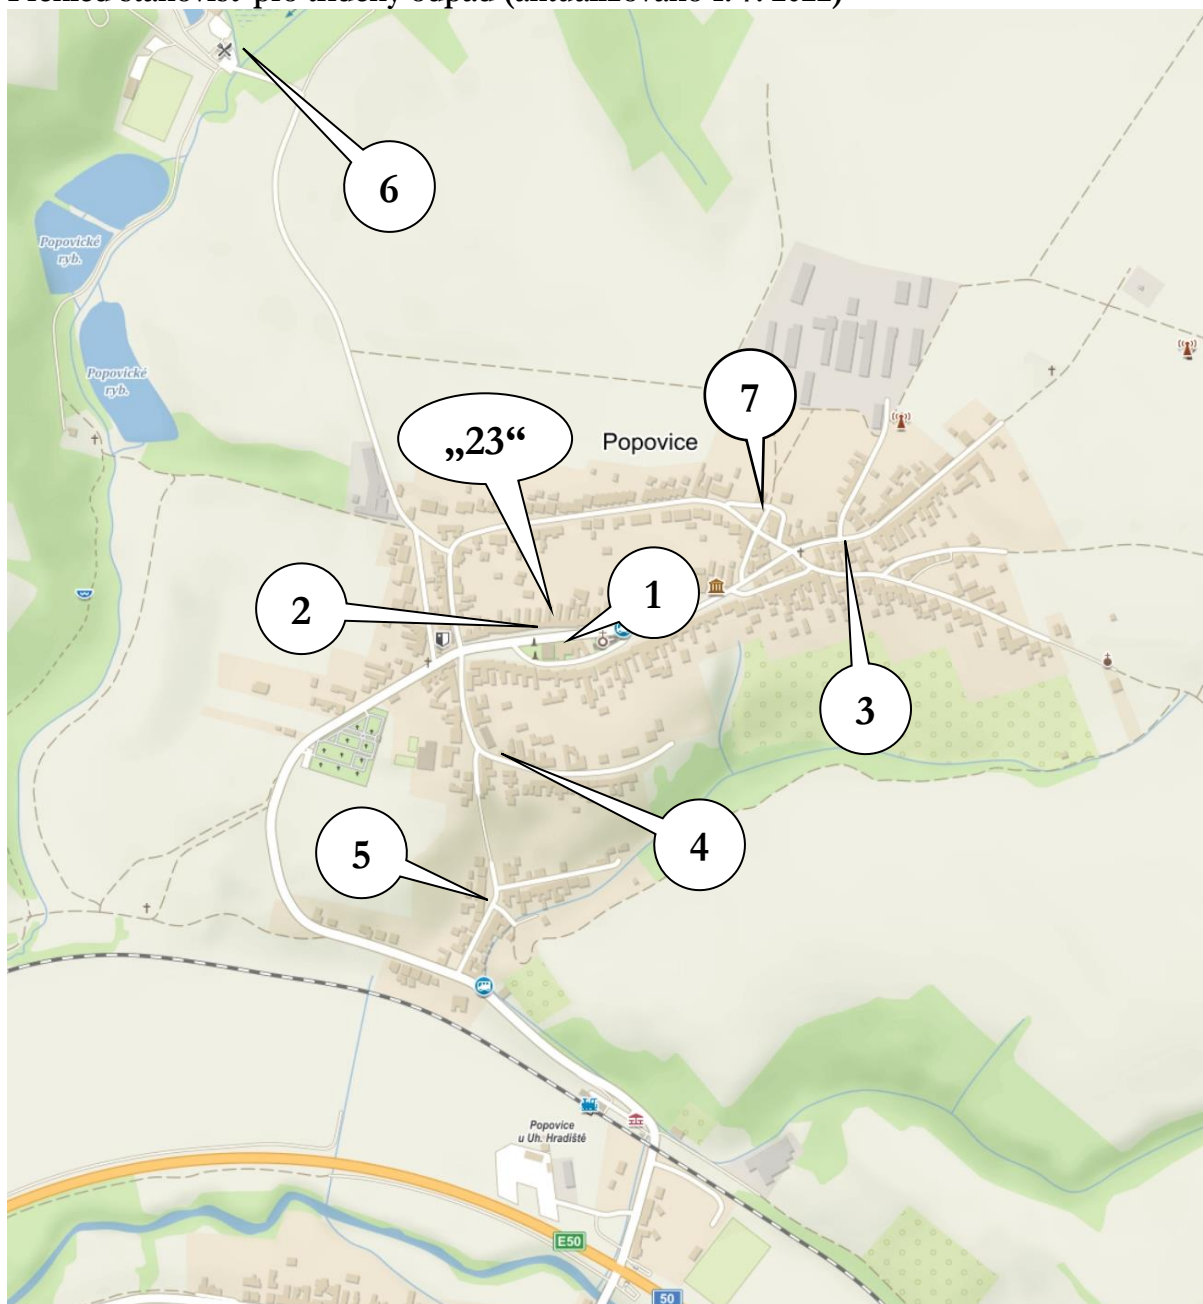 Přehled stanovišť pro tříděný odpad (aktualizováno 1. 7. 2022)
6
Popovické
ryb.
Popovické
ryb.
7
„23“
Popovice
1
2
3
4
5
Popovice
u Uh. Hradiště
E50
50